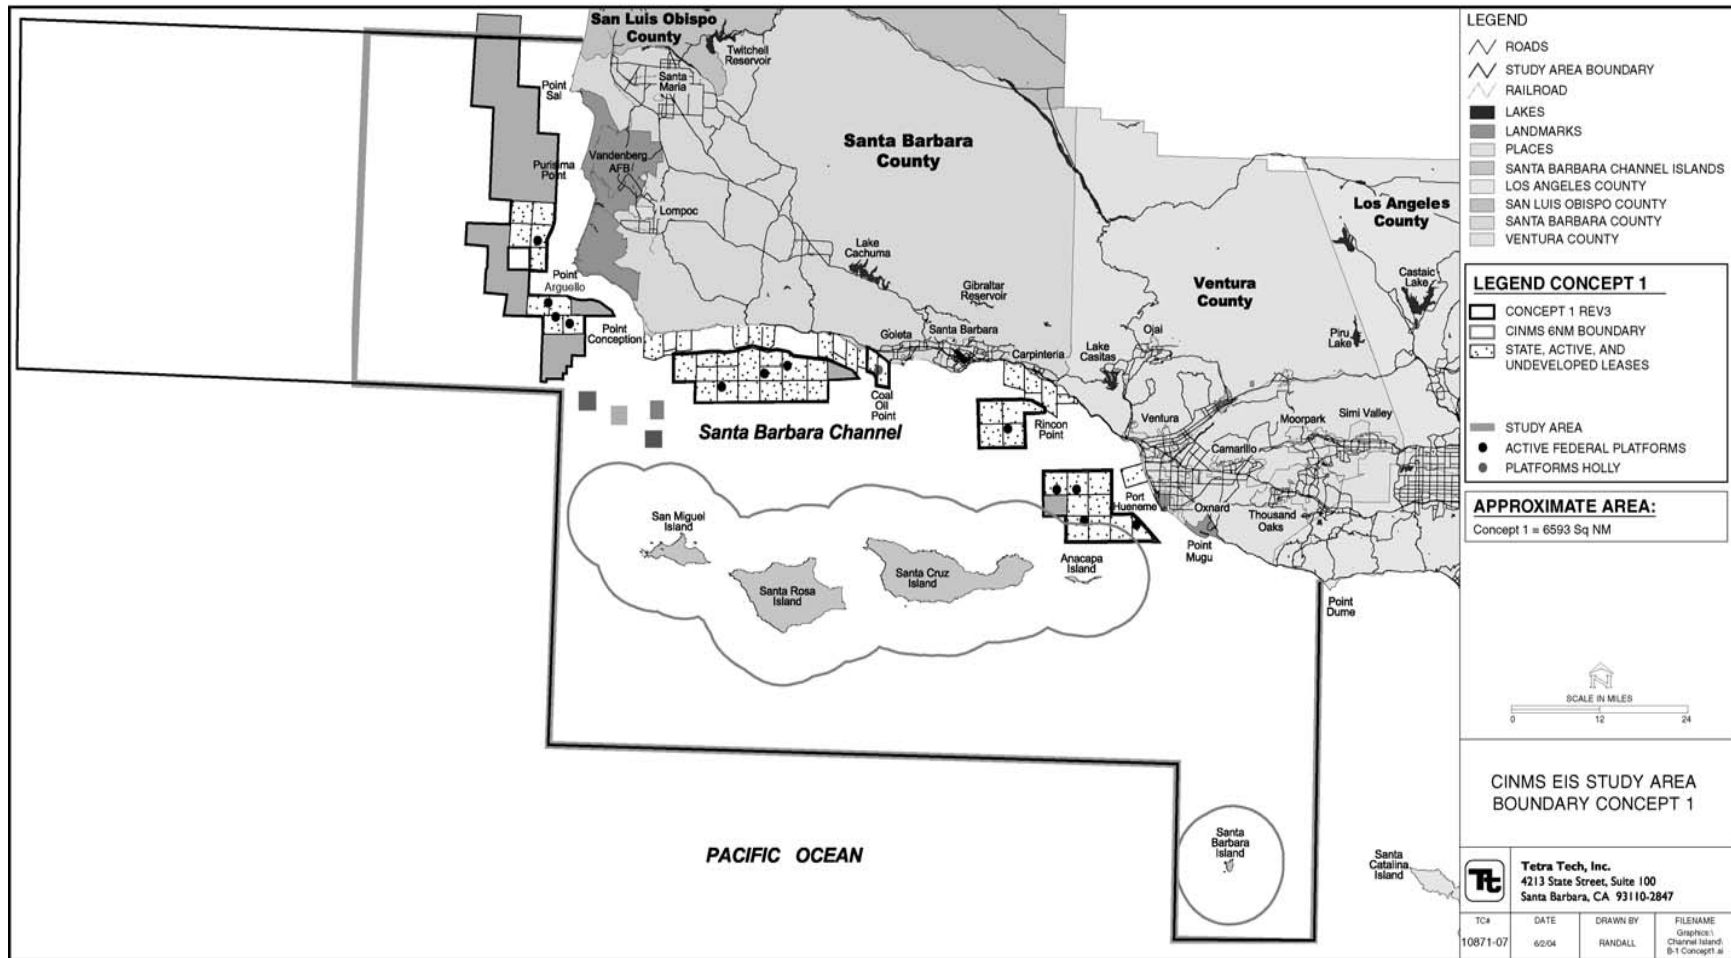 San Luis Obispo
County
Twitchell
Reservoir
Santa
Maria
Point
Sal
Santa Barbara
County
Vandenberg
AFB
Purisima
Point
Lompoc
Los Angeles
County
Lake
Cachuma
Point
Arguello
Gibraltar
Reservoir
Ventura
County
Castaic
Lake
Point
Conception
Goleta
Santa Barbara
Ojai
Piru
Lake
Carpinteria
Lake
Casitas
Coal
Oil
Point
Rincon
Point
Ventura
Moorpark
Simi Valley
Santa Barbara Channel
Camarillo
Port
Hueneme
Oxnard
Thousand
Oaks
San Miguel
Island
Point
Mugu
Anacapa
Island
Santa Cruz
Island
Santa Rosa
Island
Point
Dume
Santa
Barbara
Island
PACIFIC OCEAN
Santa
Catalina
Island
LEGEND
ROADS
STUDY AREA BOUNDARY
RAILROAD
LAKES
LANDMARKS
PLACES
SANTA BARBARA CHANNEL ISLANDS
LOS ANGELES COUNTY
SAN LUIS OBISPO COUNTY
SANTA BARBARA COUNTY
VENTURA COUNTY
LEGEND CONCEPT 1
CONCEPT 1 REV3
CINMS 6NM BOUNDARY
STATE, ACTIVE, AND
UNDEVELOPED LEASES
STUDY AREA
ACTIVE FEDERAL PLATFORMS
PLATFORMS HOLLY
APPROXIMATE AREA:
Concept 1 = 6593 Sq NM
N
SCALE IN MILES
0 12 24
CINMS EIS STUDY AREA
BOUNDARY CONCEPT 1
Tt
Tetra Tech, Inc.
4213 State Street, Suite 100
Santa Barbara, CA 93110-2847
TC# DATE DRAWN BY FILENAME
10871-07 6/2/04 RANDALL Graphics:\
Channel Island\
B-1 Concept1.ai